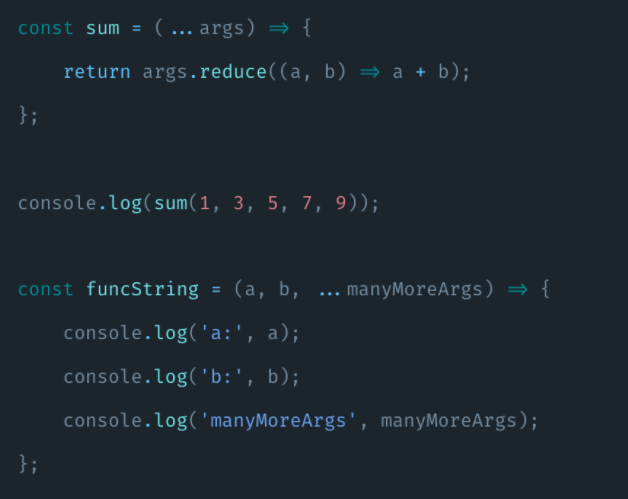 const sum = (...args) => {
    return args.reduce((a, b) => a + b);
};

console.log(sum(1, 3, 5, 7, 9));

const funcString = (a, b, ...manyMoreArgs) => {
    console.log('a:', a);
    console.log('b:', b);
    console.log('manyMoreArgs', manyMoreArgs);
};